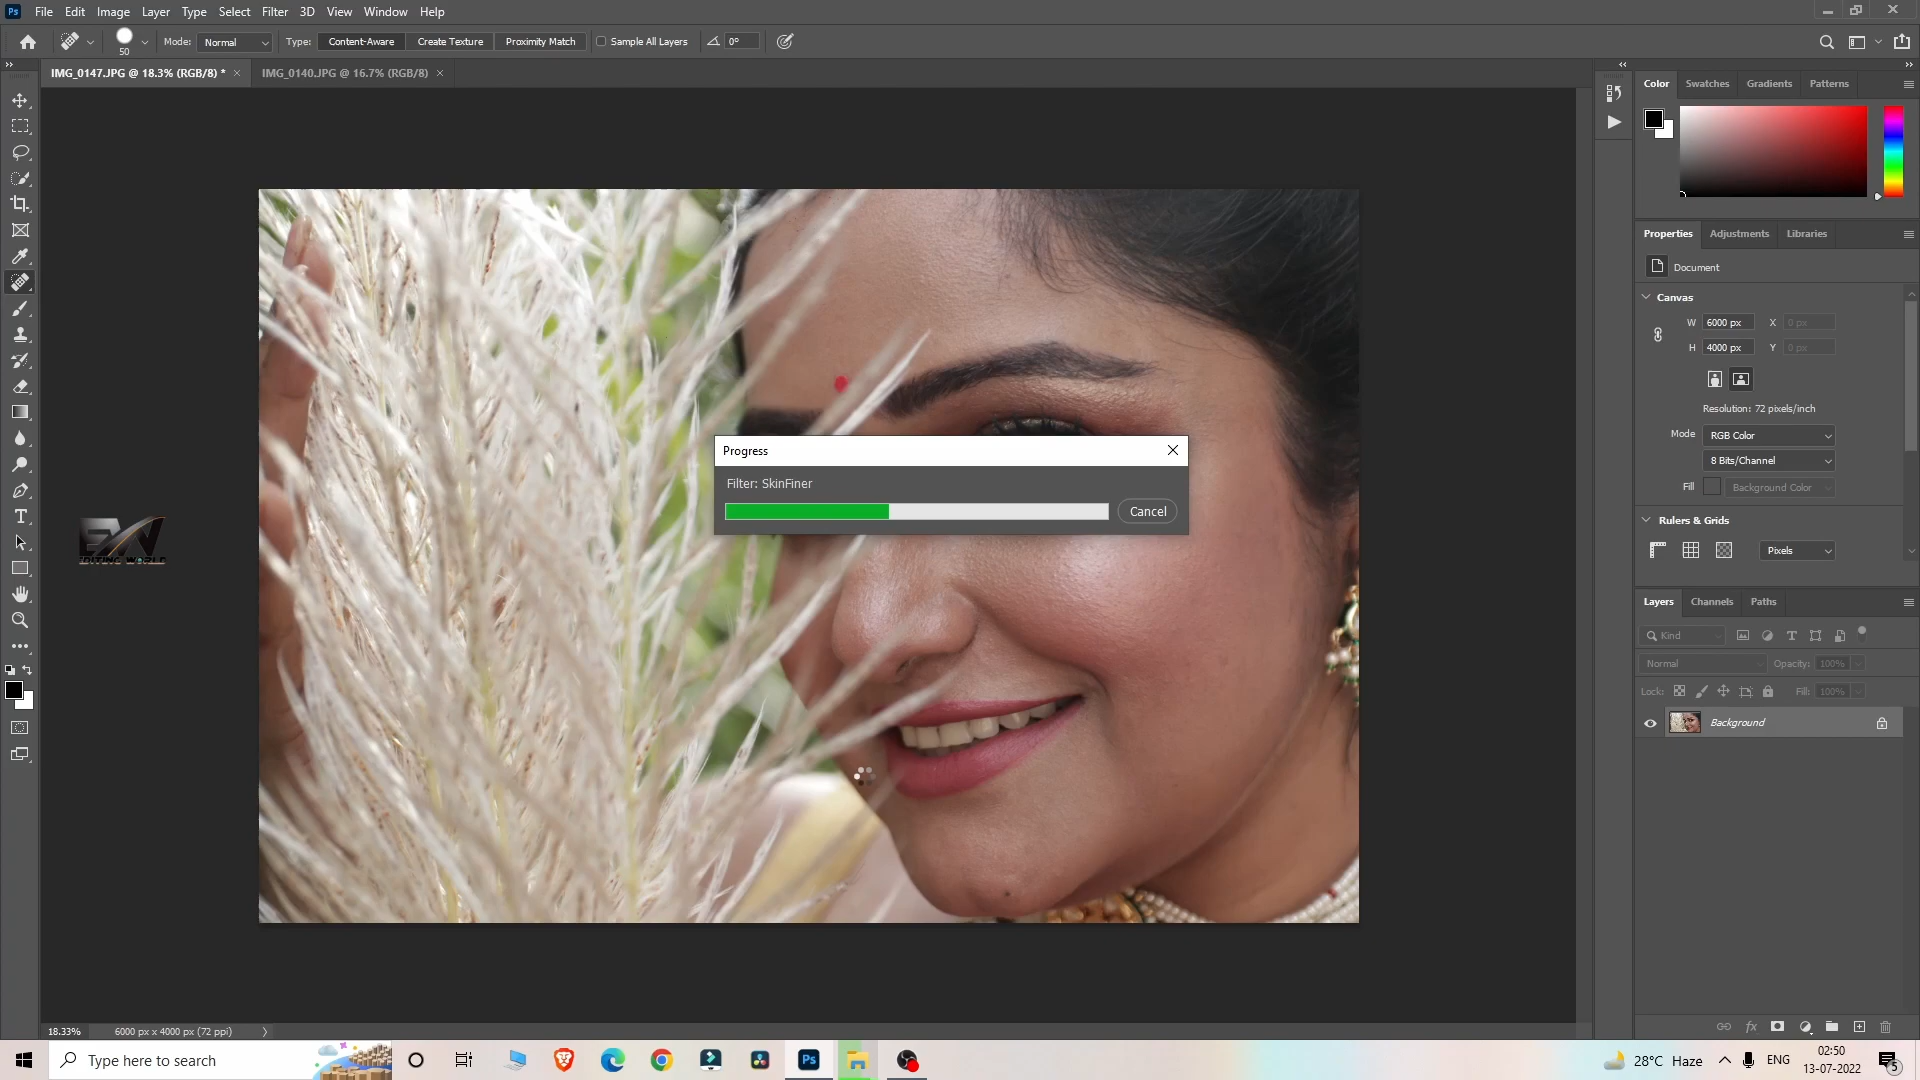 Ps File Edit Image Layer Type Select Filter 3D View Window Help
50 Mode: Normal Type: Content-Aware Create Texture Proximity Match Sample All Layers 0°
IMG_0147.JPG @ 18.3% (RGB/8) * × IMG_0140.JPG @ 16.7% (RGB/8) ×
Color Swatches Gradients Patterns
Properties Adjustments Libraries
Document
Canvas
W 6000 px X 0 px
H 4000 px Y 0 px
Resolution: 72 pixels/inch
Mode RGB Color
8 Bits/Channel
Fill Background Color
Rulers & Grids
Pixels
Progress
Filter: SkinFiner
Cancel
EW
EDITING WORLD
Layers Channels Paths
Kind
Normal Opacity: 100%
Lock: Fill: 100%
Background
18.33% 6000 px x 4000 px (72 ppi)
Type here to search
Ps
28°C Haze ENG 02:50
13-07-2022 5